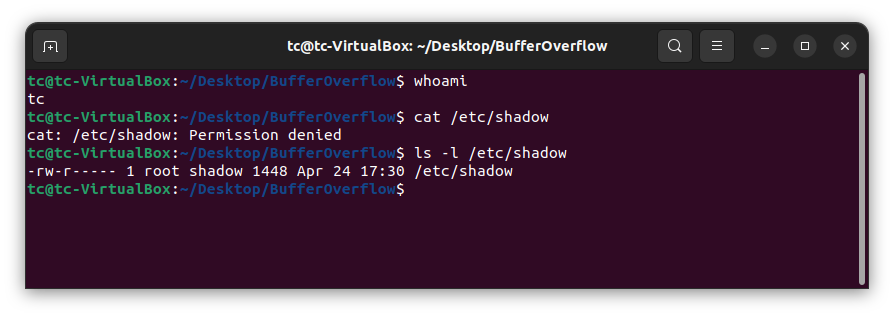 tc@tc-VirtualBox: ~/Desktop/BufferOverflow
tc@tc-VirtualBox:~/Desktop/BufferOverflow$ whoami
tc
tc@tc-VirtualBox:~/Desktop/BufferOverflow$ cat /etc/shadow
cat: /etc/shadow: Permission denied
tc@tc-VirtualBox:~/Desktop/BufferOverflow$ ls -l /etc/shadow
-rw-r----- 1 root shadow 1448 Apr 24 17:30 /etc/shadow
tc@tc-VirtualBox:~/Desktop/BufferOverflow$